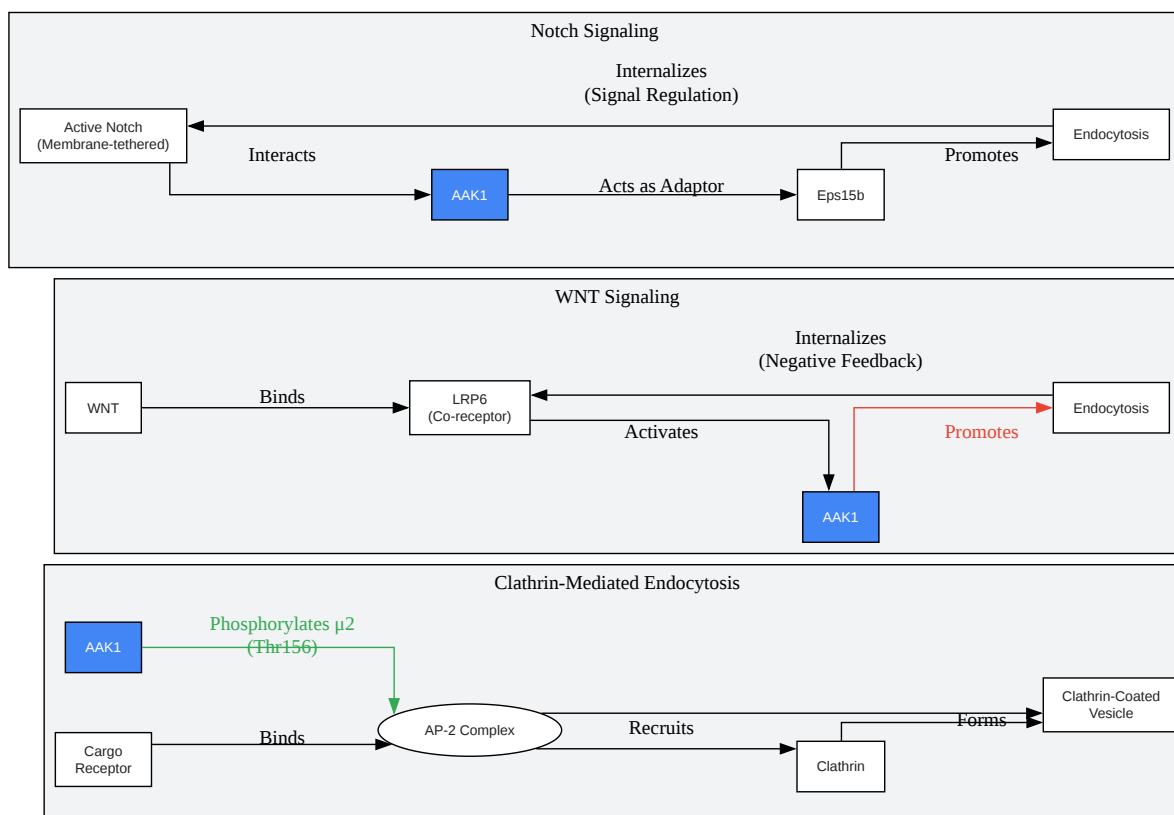 Notch Signaling
Internalizes
(Signal Regulation)
Active Notch
(Membrane-tethered)
Endocytosis
Interacts
Promotes
AAK1
Acts as Adaptor
Eps15b
WNT Signaling
Internalizes
(Negative Feedback)
WNT
Binds
LRP6
(Co-receptor)
Endocytosis
Activates
Promotes
AAK1
Clathrin-Mediated Endocytosis
Phosphorylates μ2
(Thr156)
AAK1
Clathrin-Coated
Vesicle
Cargo
Receptor
Binds
AP-2 Complex
Recruits
Forms
Clathrin